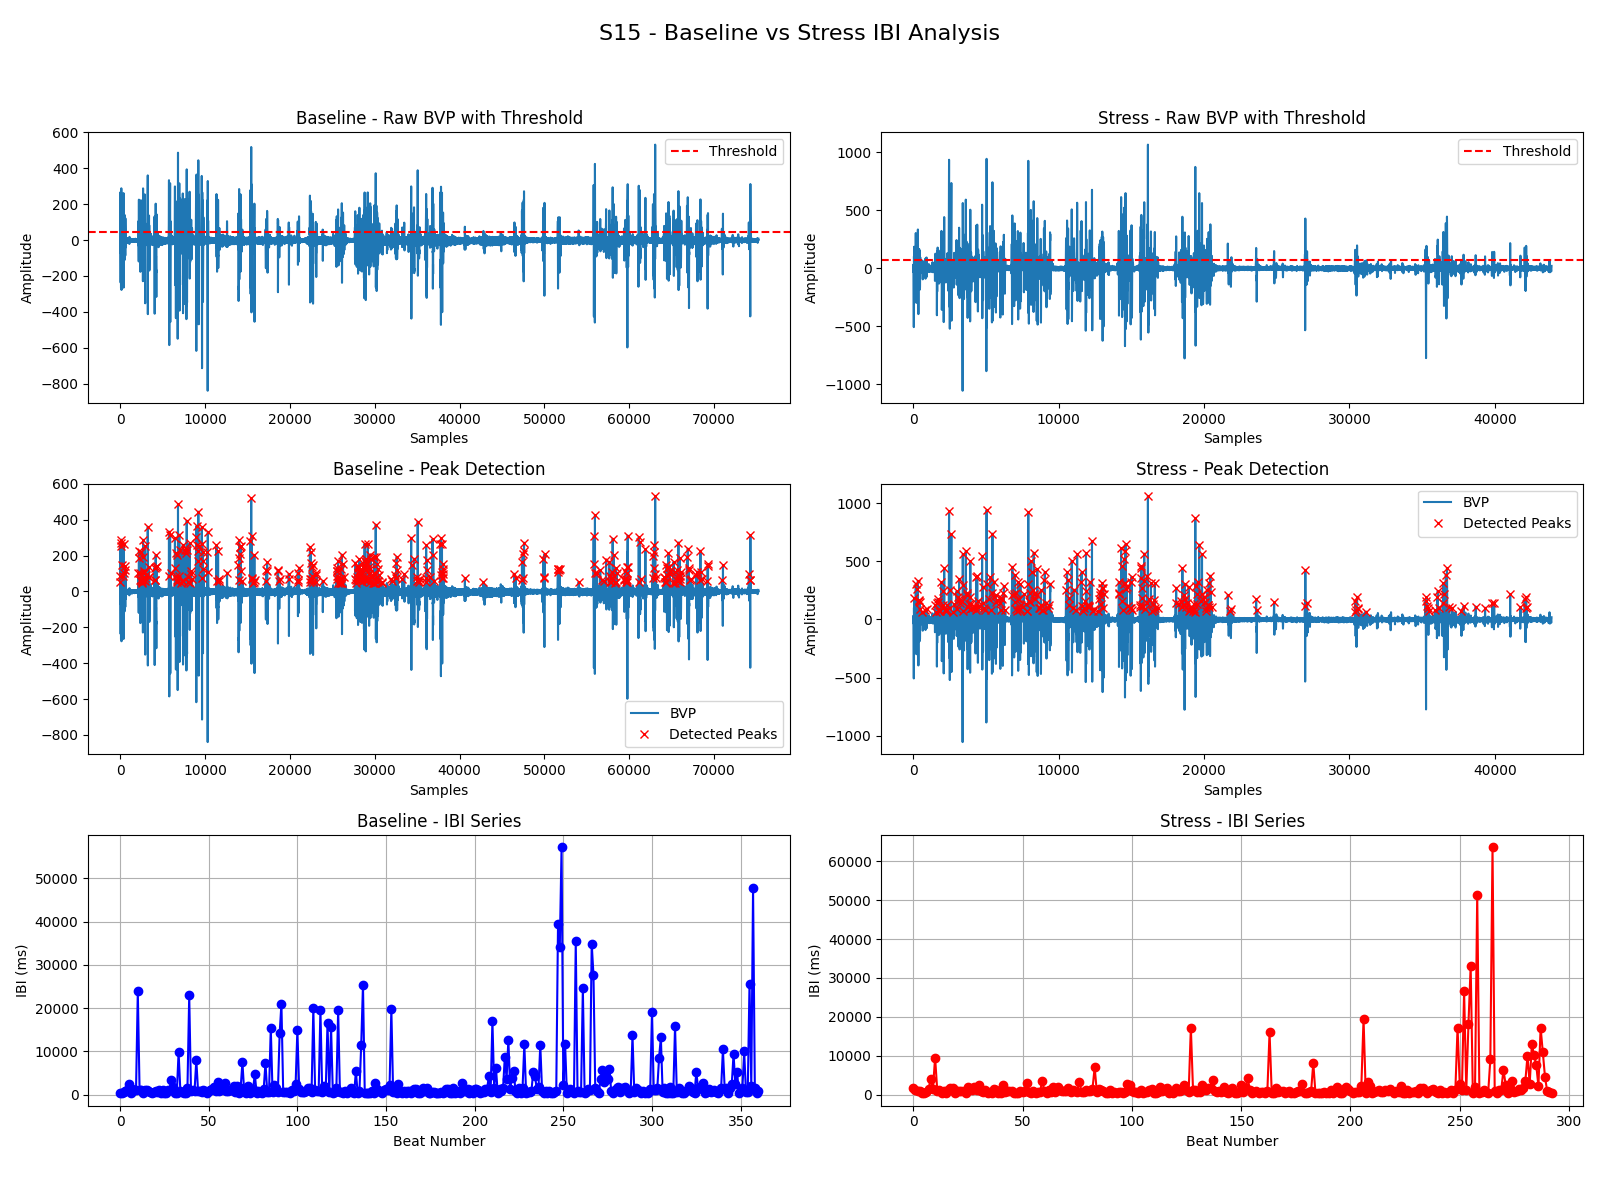 S15 - Baseline vs Stress IBI Analysis
Baseline - Raw BVP with Threshold
600
400
200
0
−200
−400
−600
−800
Amplitude
Threshold
0 10000 20000 30000 40000 50000 60000 70000
Samples
Stress - Raw BVP with Threshold
1000
500
0
−500
−1000
Amplitude
Threshold
0 10000 20000 30000 40000
Samples
Baseline - Peak Detection
600
400
200
0
−200
−400
−600
−800
Amplitude
BVP
Detected Peaks
0 10000 20000 30000 40000 50000 60000 70000
Samples
Stress - Peak Detection
1000
500
0
−500
−1000
Amplitude
BVP
Detected Peaks
0 10000 20000 30000 40000
Samples
Baseline - IBI Series
50000
40000
30000
20000
10000
0
IBI (ms)
0 50 100 150 200 250 300 350
Beat Number
Stress - IBI Series
60000
50000
40000
30000
20000
10000
0
IBI (ms)
0 50 100 150 200 250 300
Beat Number